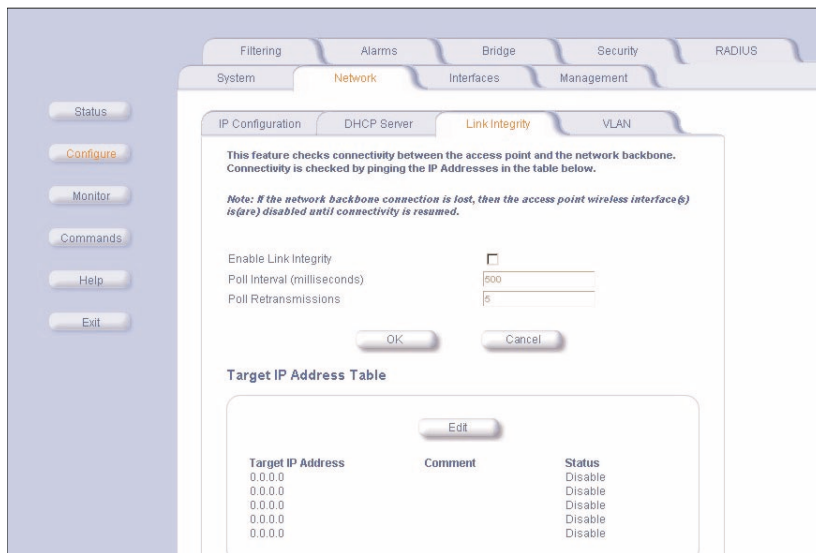 Filtering Alarms Bridge Security RADIUS
System Network Interfaces Management
Status
Configure
Monitor
Commands
Help
Exit
IP Configuration DHCP Server Link Integrity VLAN
This feature checks connectivity between the access point and the network backbone.
Connectivity is checked by pinging the IP Addresses in the table below.
Note: If the network backbone connection is lost, then the access point wireless interface(s)
is(are) disabled until connectivity is resumed.
Enable Link Integrity
Poll Interval (milliseconds) 500
Poll Retransmissions 5
OK Cancel
Target IP Address Table
Edit
Target IP Address Comment Status
0.0.0.0 Disable
0.0.0.0 Disable
0.0.0.0 Disable
0.0.0.0 Disable
0.0.0.0 Disable